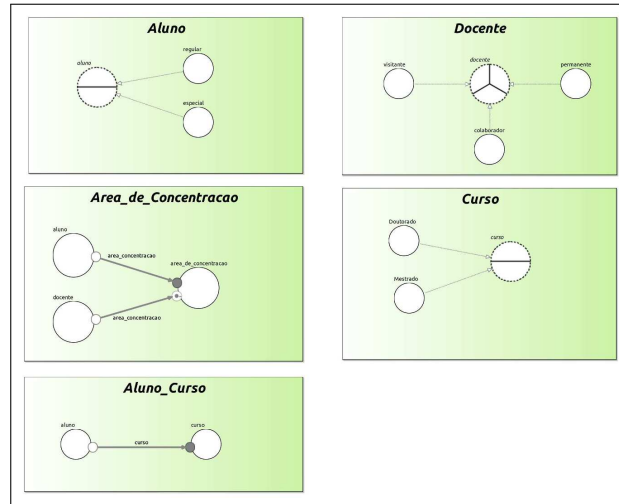 Aluno
aluno
regular
especial
Docente
visitante
docente
permanente
colaborador
Area_de_Concentracao
aluno
area_concentracao
area_de_concentracao
docente
area_concentracao
Curso
Doutorado
curso
Mestrado
Aluno_Curso
aluno
curso
curso